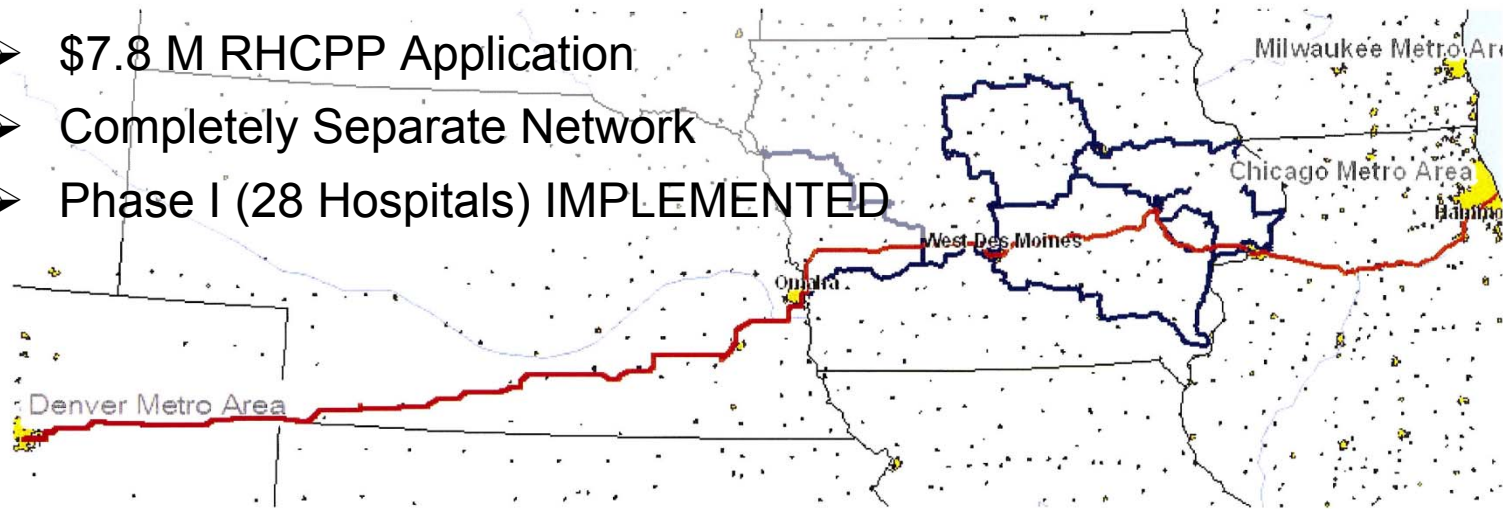 ➢ $7.8 M RHCPP Application
➢ Completely Separate Network
➢ Phase I (28 Hospitals) IMPLEMENTED
Milwaukee Metro Are
Chicago Metro Area
West Des Moines
Omaha
Denver Metro Area